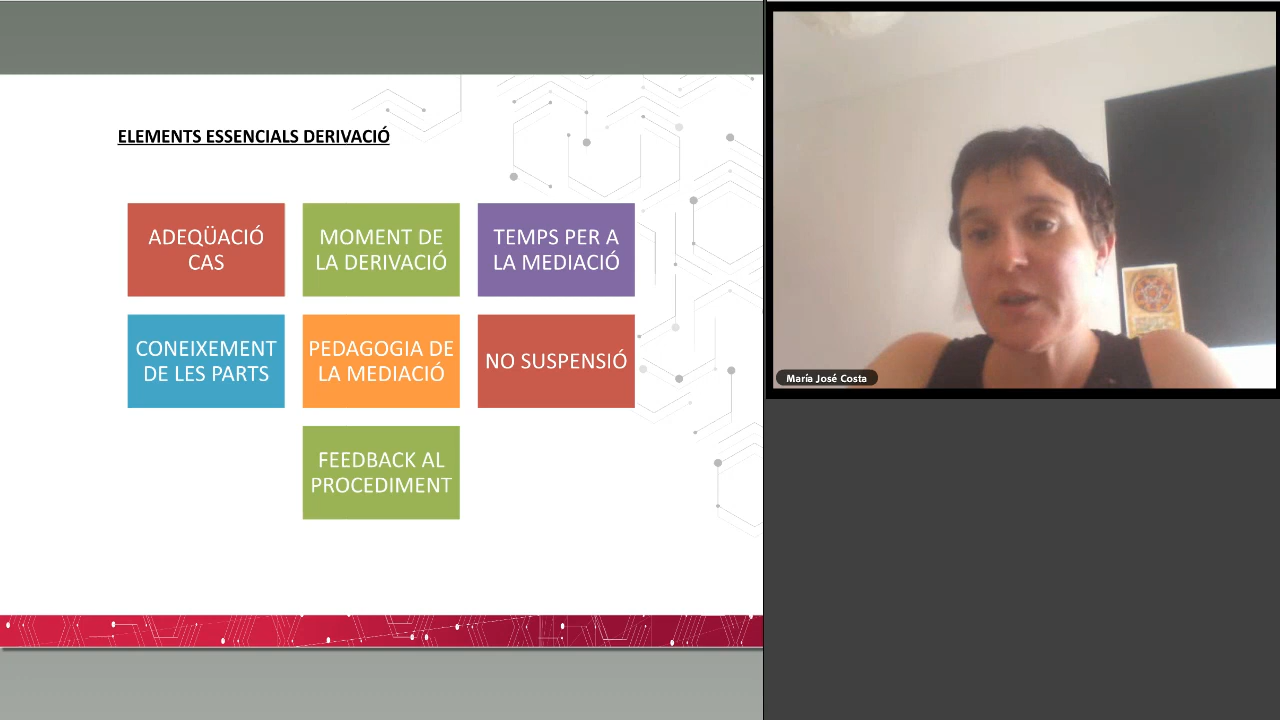 ELEMENTS ESSENCIALS DERIVACIÓ
ADEQÜACIÓ
CAS
MOMENT DE
LA DERIVACIÓ
TEMPS PER A
LA MEDIACIÓ
CONEIXEMENT
DE LES PARTS
PEDAGOGIA DE
LA MEDIACIÓ
NO SUSPENSIÓ
FEEDBACK AL
PROCEDIMENT
María José Costa